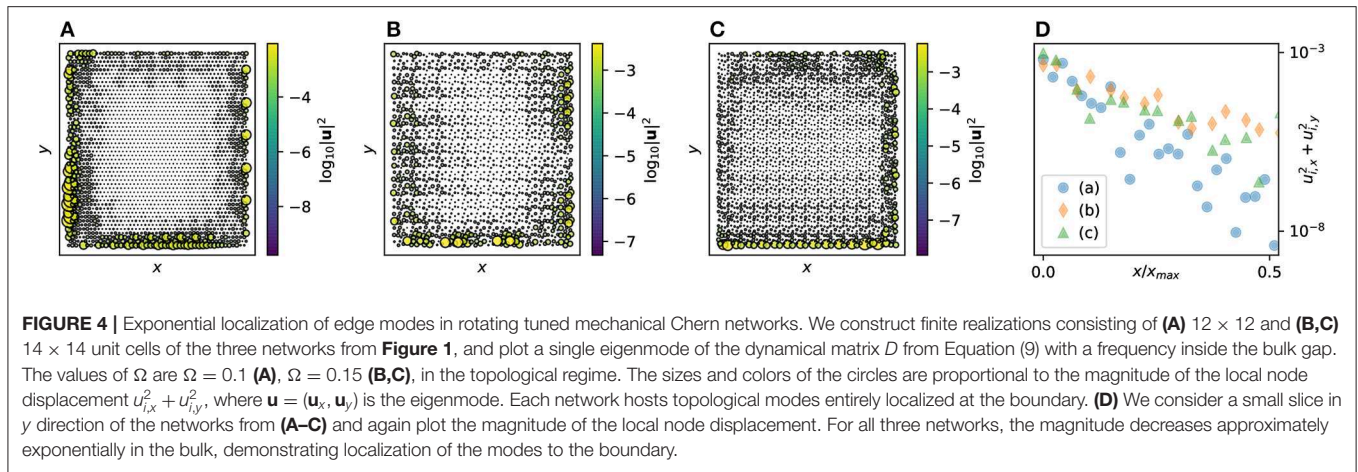 A
B
C
D
y
x
−4
−6
−8
log₁₀|u|²
y
x
−3
−4
−5
−6
−7
log₁₀|u|²
y
x
−3
−4
−5
−6
−7
log₁₀|u|²
(a)
(b)
(c)
0.0
0.5
x/xₘₐₓ
10⁻³
10⁻⁸
u²ᵢ,ₓ + u²ᵢ,ᵧ
FIGURE 4 | Exponential localization of edge modes in rotating tuned mechanical Chern networks. We construct finite realizations consisting of (A) 12 × 12 and (B,C)
14 × 14 unit cells of the three networks from Figure 1, and plot a single eigenmode of the dynamical matrix D from Equation (9) with a frequency inside the bulk gap.
The values of Ω are Ω = 0.1 (A), Ω = 0.15 (B,C), in the topological regime. The sizes and colors of the circles are proportional to the magnitude of the local node
displacement u²ᵢ,ₓ + u²ᵢ,ᵧ, where u = (uₓ, uᵧ) is the eigenmode. Each network hosts topological modes entirely localized at the boundary. (D) We consider a small slice in
y direction of the networks from (A–C) and again plot the magnitude of the local node displacement. For all three networks, the magnitude decreases approximately
exponentially in the bulk, demonstrating localization of the modes to the boundary.